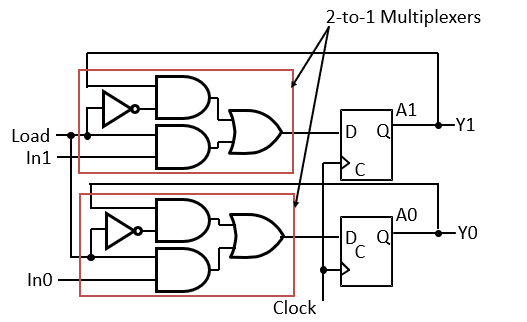 2-to-1 Multiplexers
A1
D Q Y1
C
Load
In1
A0
D Q Y0
C
In0
Clock